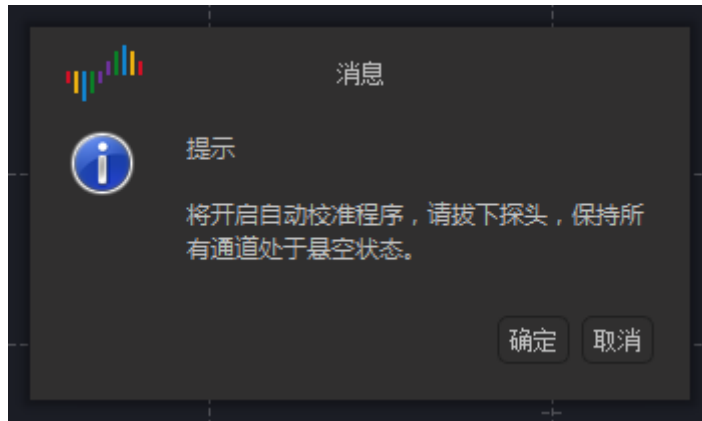 消息
提示
将开启自动校准程序，请拔下探头，保持所
有通道处于悬空状态。
确定 取消